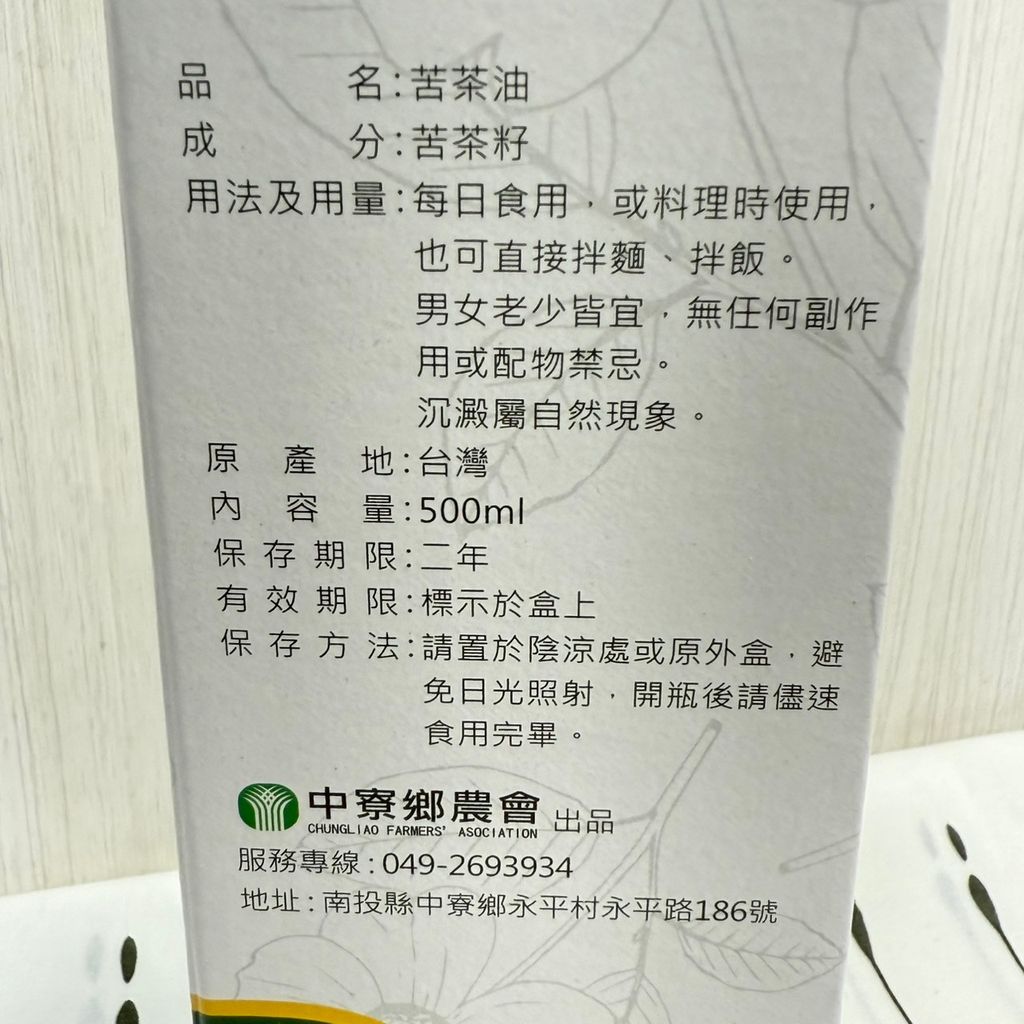 品名:苦茶油
成分:苦茶籽
用法及用量:每日食用,或料理時使用,
也可直接拌麵、拌飯。
男女老少皆宜,無任何副作
用或配物禁忌。
沉澱屬自然現象。
原產地:台灣
內容量:500ml
保存期限:二年
有效期限:標示於盒上
保存方法:請置於陰涼處或原外盒,避
免日光照射,開瓶後請儘速
食用完畢。
中寮鄉農會 出品
CHUNGLIAO FARMERS' ASOCIATION
服務專線:049-2693934
地址:南投縣中寮鄉永平村永平路186號